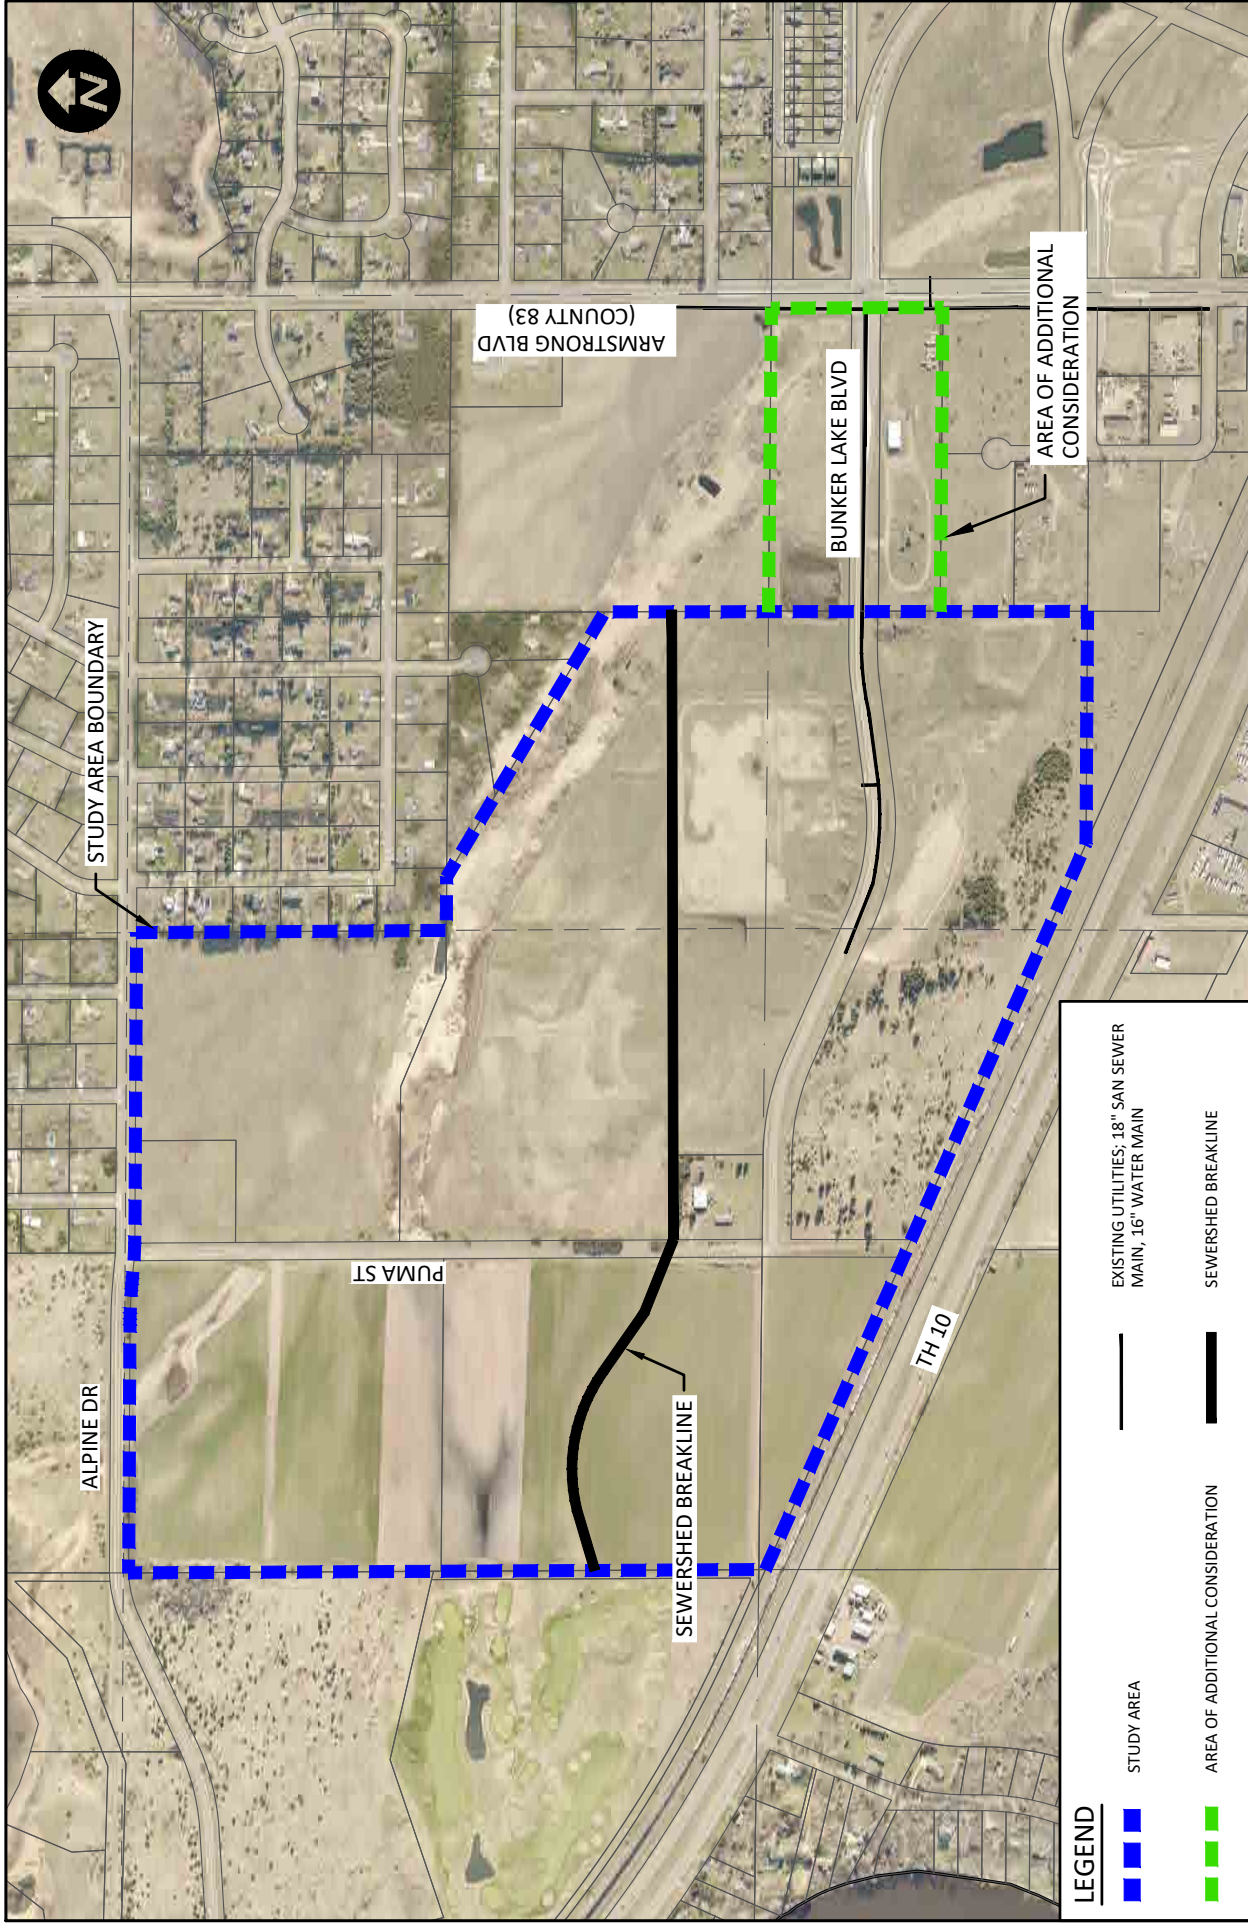 N
ALPINE DR
STUDY AREA BOUNDARY
PUMA ST
ARMSTRONG BLVD
(COUNTY 83)
BUNKER LAKE BLVD
SEWERSHED BREAKLINE
AREA OF ADDITIONAL
CONSIDERATION
TH 10
LEGEND
STUDY AREA
AREA OF ADDITIONAL CONSIDERATION
EXISTING UTILITIES; 18" SAN SEWER
MAIN, 16" WATER MAIN
SEWERSHED BREAKLINE